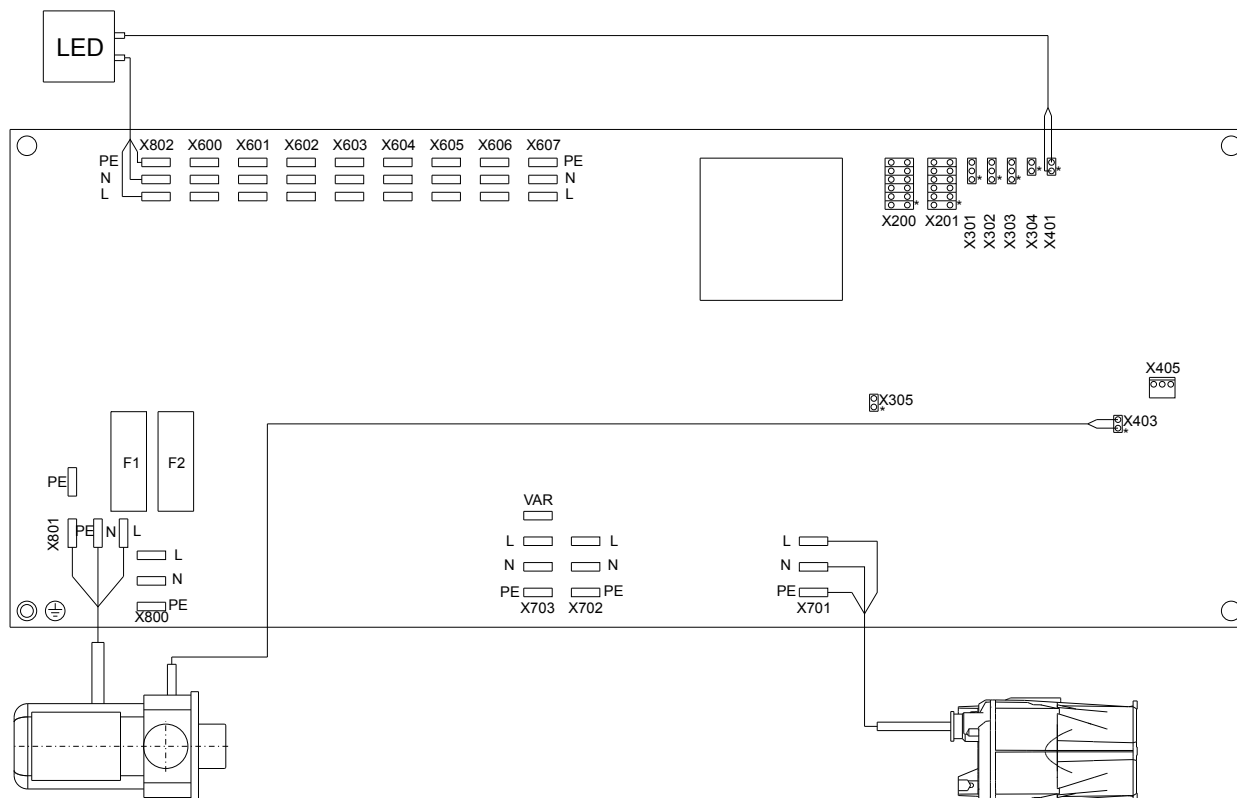 LED
X802 X600 X601 X602 X603 X604 X605 X606 X607
PE PE
N N
L L
* * * * * * *
X200 X201 X301 X302 X303 X304 X401
X405
X305
*
X403
*
F1 F2
PE
VAR
X801 PE N L
L L L L
N N N N
PE PE PE PE
X800 X703 X702 X701